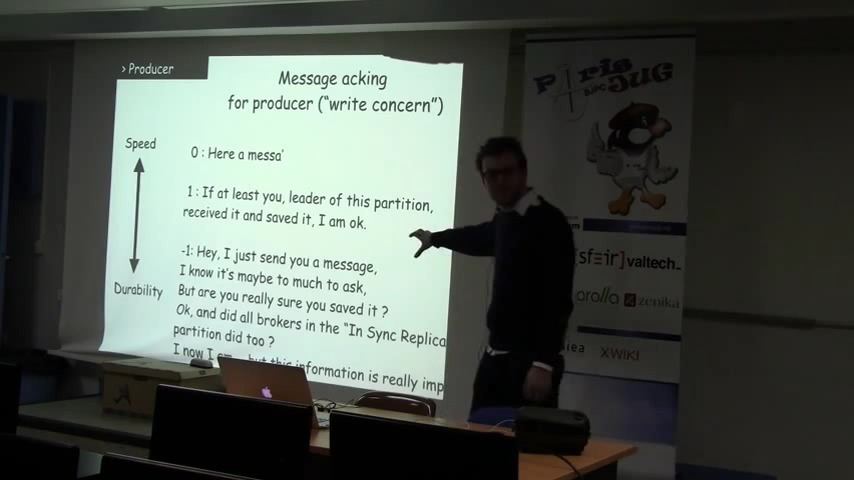 > Producer
Message acking
for producer ("write concern")
Speed
0 : Here a messa'
1 : If at least you, leader of this partition,
received it and saved it, I am ok.
-1: Hey, I just send you a message,
I know it's maybe to much to ask,
Durability
But are you really sure you saved it ?
Ok, and did all brokers in the "In Sync Replica
partition did too ?
I now I but this information is really imp
Paris
JUG
[sfeir] valtech_
arolla zenika
XWIKI